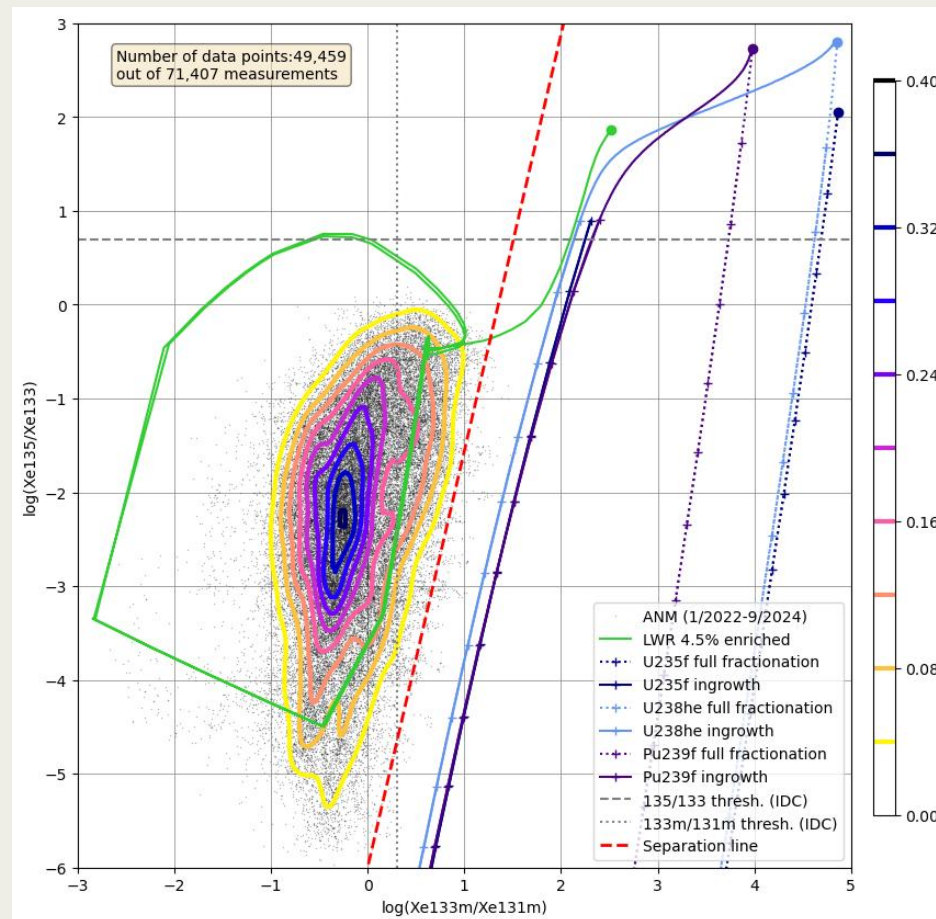 Number of data points:49,459
out of 71,407 measurements
3
2
1
0
−1
−2
−3
−4
−5
−6
log(Xe135/Xe133)
−3
−2
−1
0
1
2
3
4
5
log(Xe133m/Xe131m)
ANM (1/2022-9/2024)
LWR 4.5% enriched
U235f full fractionation
U235f ingrowth
U238he full fractionation
U238he ingrowth
Pu239f full fractionation
Pu239f ingrowth
135/133 thresh. (IDC)
133m/131m thresh. (IDC)
Separation line
0.40
0.32
0.24
0.16
0.08
0.00